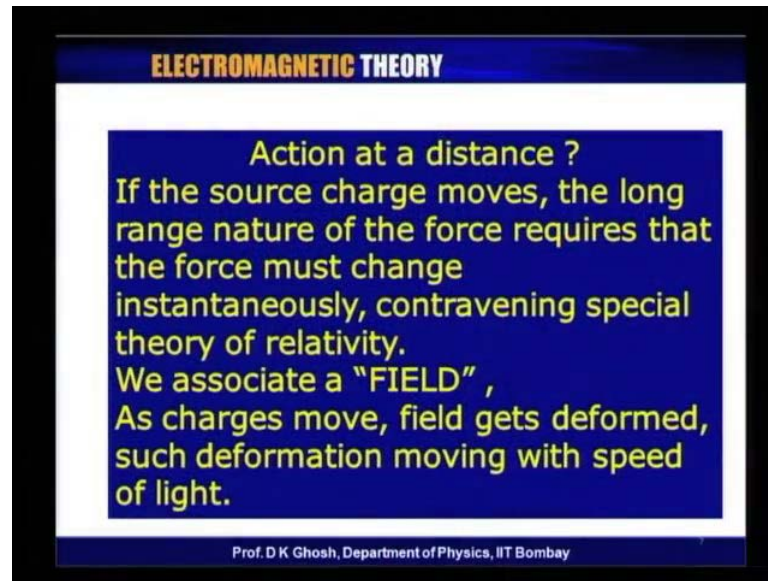 ELECTROMAGNETIC THEORY
Action at a distance ?
If the source charge moves, the long
range nature of the force requires that
the force must change
instantaneously, contravening special
theory of relativity.
We associate a “FIELD” ,
As charges move, field gets deformed,
such deformation moving with speed
of light.
Prof. D K Ghosh, Department of Physics, IIT Bombay